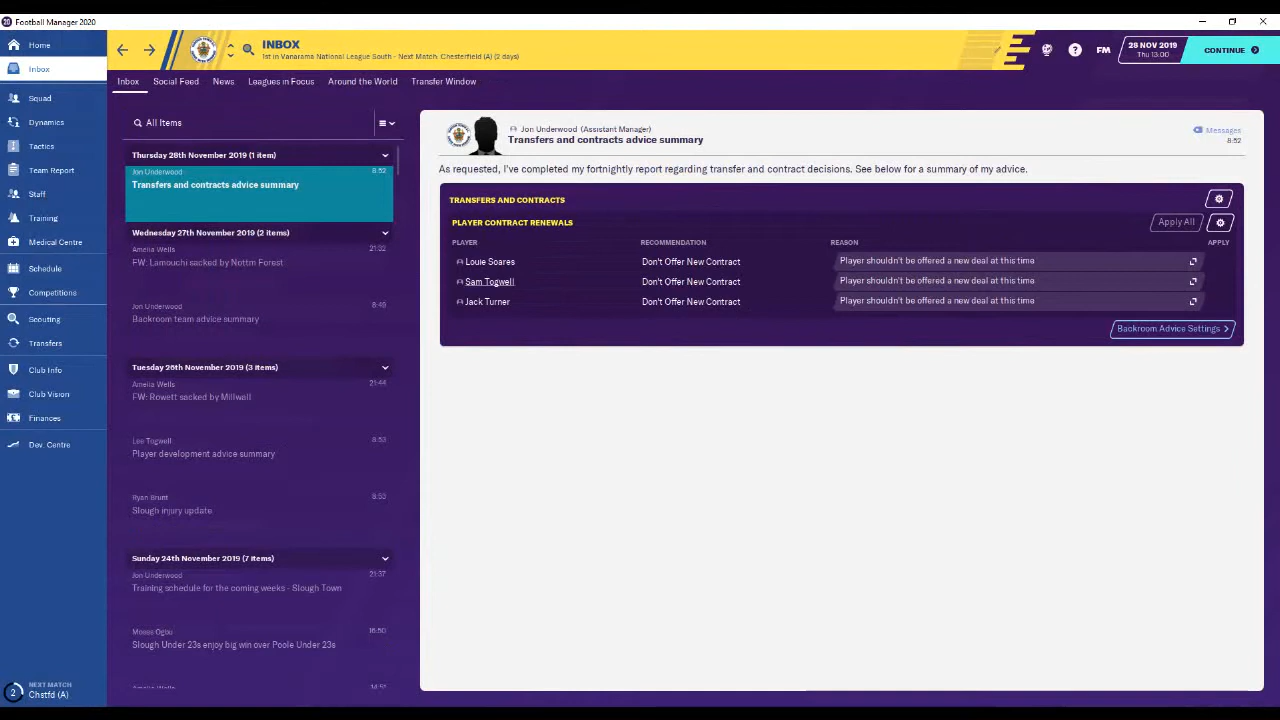 Football Manager 2020
Home
Inbox
Squad
Dynamics
Tactics
Team Report
Staff
Training
Medical Centre
Schedule
Competitions
Scouting
Transfers
Club Info
Club Vision
Finances
Dev. Centre
2
NEXT MATCH
Chstfd (A)
INBOX
1st in Vanarama National League South - Next Match: Chesterfield (A) (2 days)
FM
28 NOV 2019
Thu 13:00
CONTINUE
Inbox
Social Feed
News
Leagues in Focus
Around the World
Transfer Window
All Items
Thursday 28th November 2019 (1 item)
Jon Underwood 8:52
Transfers and contracts advice summary
Wednesday 27th November 2019 (2 items)
Amelia Wells 21:32
FW: Lamouchi sacked by Nottm Forest
Jon Underwood 8:49
Backroom team advice summary
Tuesday 26th November 2019 (3 items)
Amelia Wells 21:44
FW: Rowett sacked by Millwall
Lee Togwell 8:53
Player development advice summary
Ryan Brunt 8:53
Slough injury update
Sunday 24th November 2019 (7 items)
Jon Underwood 21:37
Training schedule for the coming weeks - Slough Town
Moses Ogbu 16:50
Slough Under 23s enjoy big win over Poole Under 23s
Jon Underwood (Assistant Manager)
Transfers and contracts advice summary
Messages
8:52
As requested, I've completed my fortnightly report regarding transfer and contract decisions. See below for a summary of my advice.
TRANSFERS AND CONTRACTS
PLAYER CONTRACT RENEWALS
Apply All
PLAYER RECOMMENDATION REASON APPLY
Louie Soares Don't Offer New Contract Player shouldn't be offered a new deal at this time
Sam Togwell Don't Offer New Contract Player shouldn't be offered a new deal at this time
Jack Turner Don't Offer New Contract Player shouldn't be offered a new deal at this time
Backroom Advice Settings